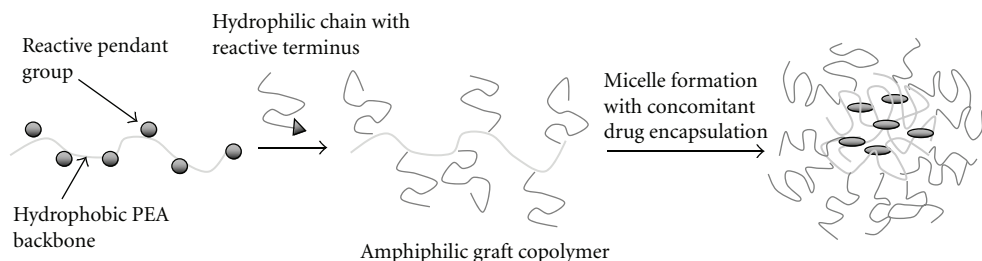 Reactive pendant
group
Hydrophobic PEA
backbone
Hydrophilic chain with
reactive terminus
Amphiphilic graft copolymer
Micelle formation
with concomitant
drug encapsulation